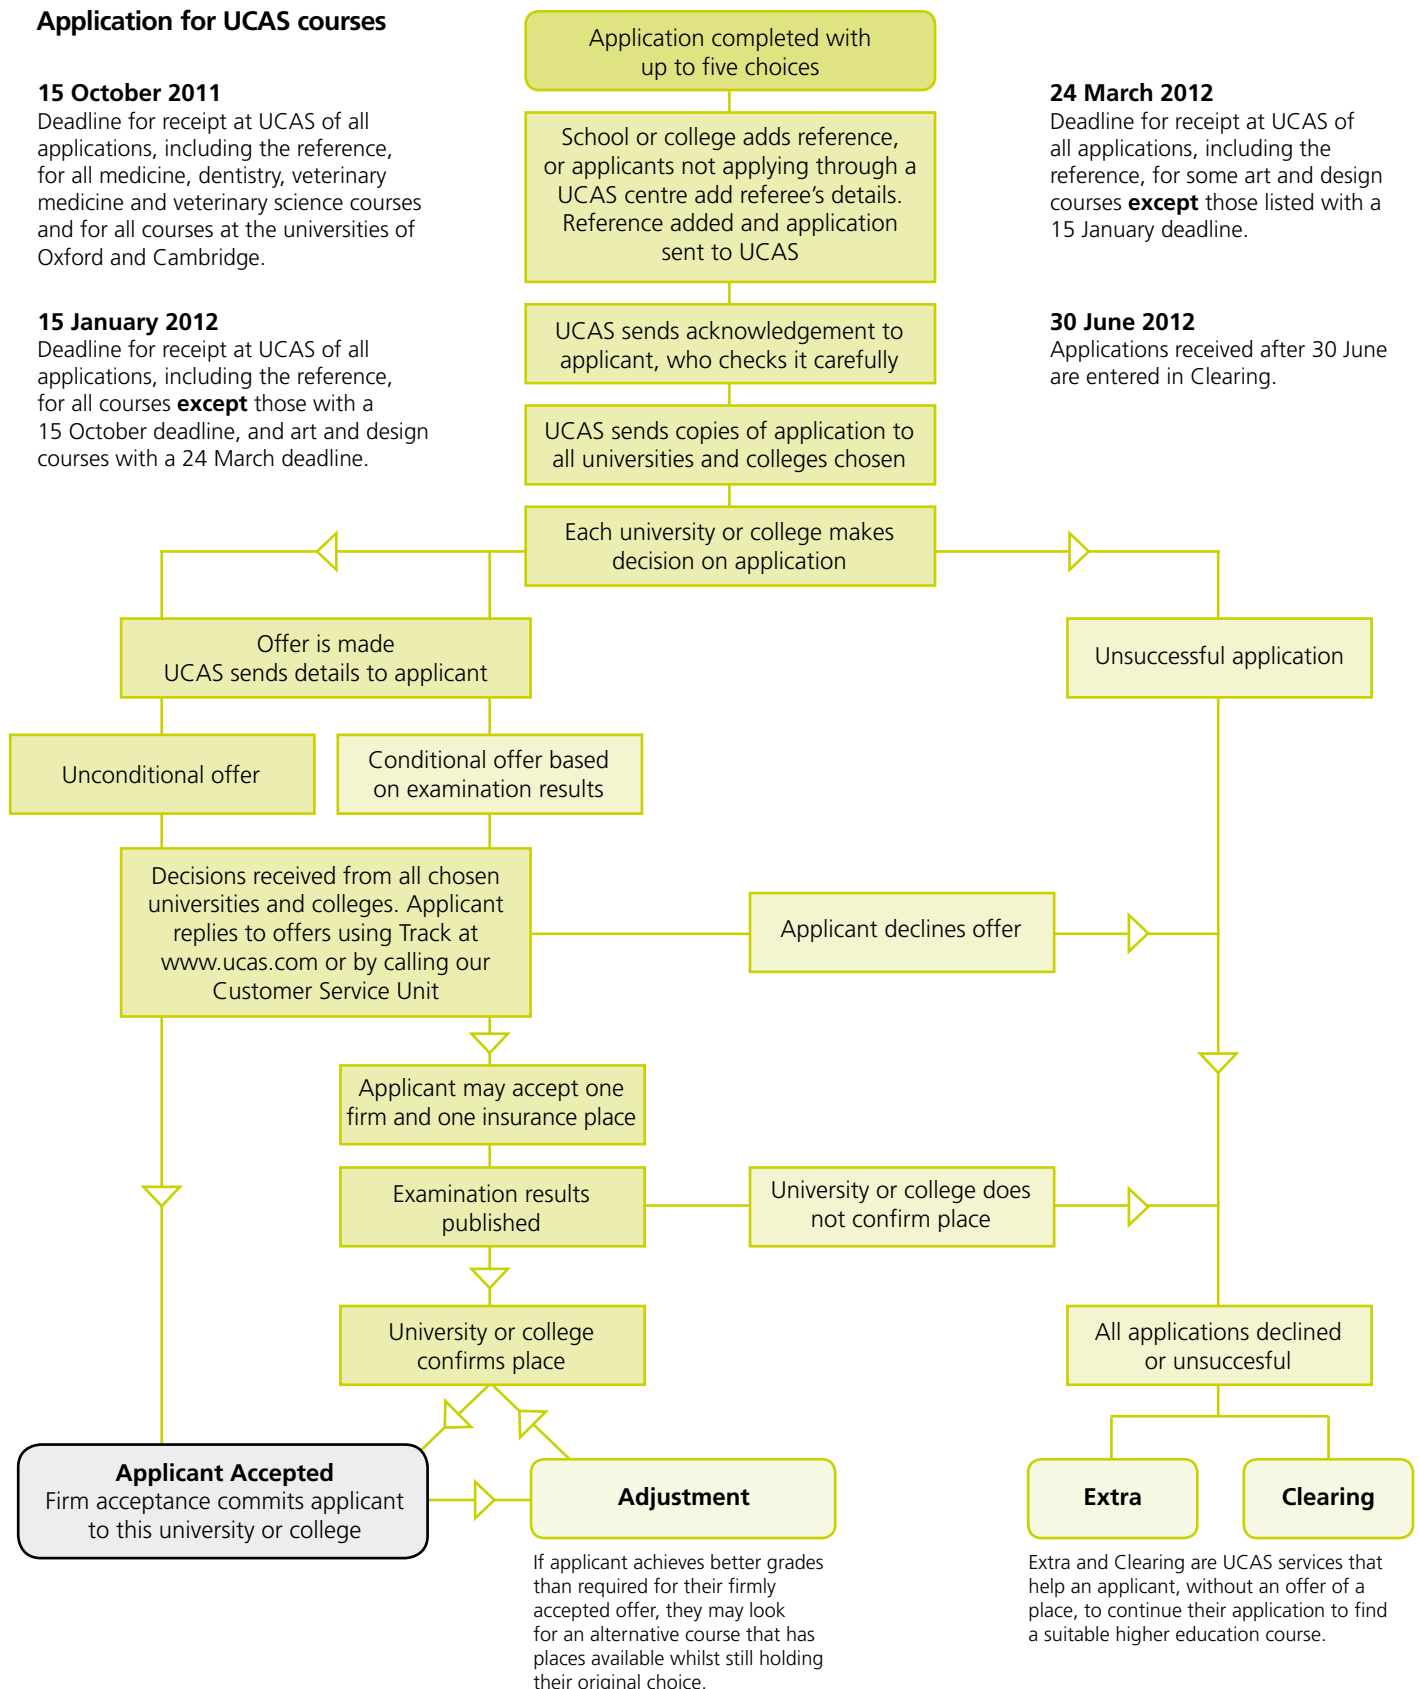 Application for UCAS courses
15 October 2011
Deadline for receipt at UCAS of all
applications, including the reference,
for all medicine, dentistry, veterinary
medicine and veterinary science courses
and for all courses at the universities of
Oxford and Cambridge.
15 January 2012
Deadline for receipt at UCAS of all
applications, including the reference,
for all courses except those with a
15 October deadline, and art and design
courses with a 24 March deadline.
Application completed with
up to five choices
School or college adds reference,
or applicants not applying through a
UCAS centre add referee's details.
Reference added and application
sent to UCAS
UCAS sends acknowledgement to
applicant, who checks it carefully
UCAS sends copies of application to
all universities and colleges chosen
Each university or college makes
decision on application
24 March 2012
Deadline for receipt at UCAS of
all applications, including the
reference, for some art and design
courses except those listed with a
15 January deadline.
30 June 2012
Applications received after 30 June
are entered in Clearing.
Offer is made
UCAS sends details to applicant
Unsuccessful application
Unconditional offer
Conditional offer based
on examination results
Decisions received from all chosen
universities and colleges. Applicant
replies to offers using Track at
www.ucas.com or by calling our
Customer Service Unit
Applicant declines offer
Applicant may accept one
firm and one insurance place
Examination results
published
University or college does
not confirm place
University or college
confirms place
All applications declined
or unsuccesful
Applicant Accepted
Firm acceptance commits applicant
to this university or college
Adjustment
If applicant achieves better grades
than required for their firmly
accepted offer, they may look
for an alternative course that has
places available whilst still holding
their original choice.
Extra
Clearing
Extra and Clearing are UCAS services that
help an applicant, without an offer of a
place, to continue their application to find
a suitable higher education course.